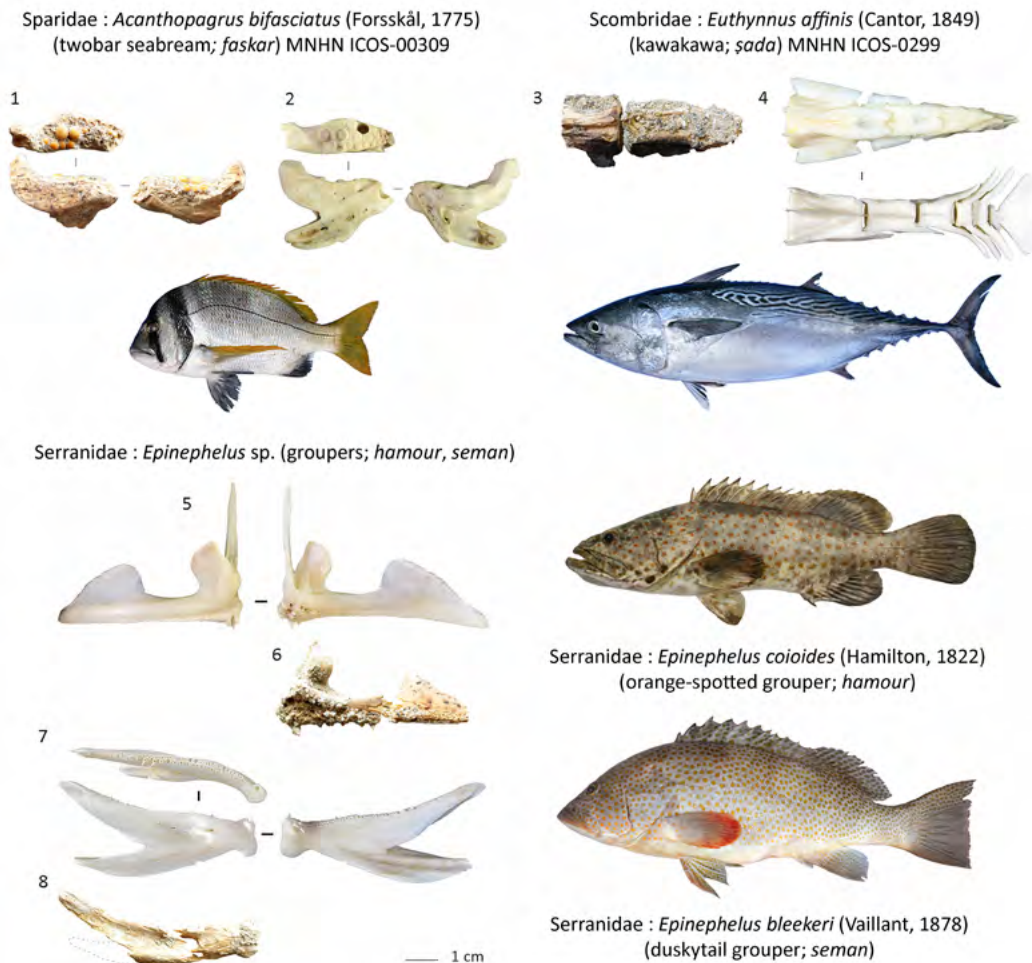 Sparidae : Acanthopagrus bifasciatus (Forsskål, 1775)
(twobar seabream; faskar) MNHN ICOS-00309
Scombridae : Euthynnus affinis (Cantor, 1849)
(kawakawa; ṣada) MNHN ICOS-0299
1
2
3
4
Serranidae : Epinephelus sp. (groupers; hamour, seman)
5
6
Serranidae : Epinephelus coioides (Hamilton, 1822)
(orange-spotted grouper; hamour)
7
8
1 cm
Serranidae : Epinephelus bleekeri (Vaillant, 1878)
(duskytail grouper; seman)